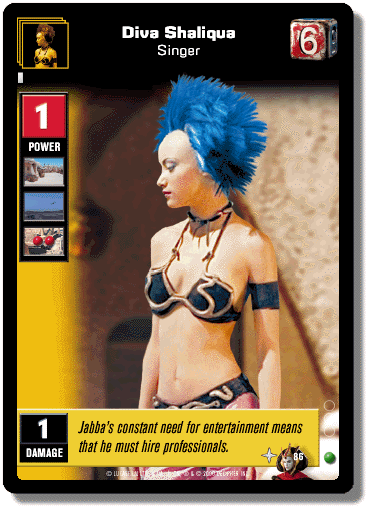 Diva Shaliqua
Singer
6
1
POWER
1
DAMAGE
Jabba's constant need for entertainment means
that he must hire professionals.
86